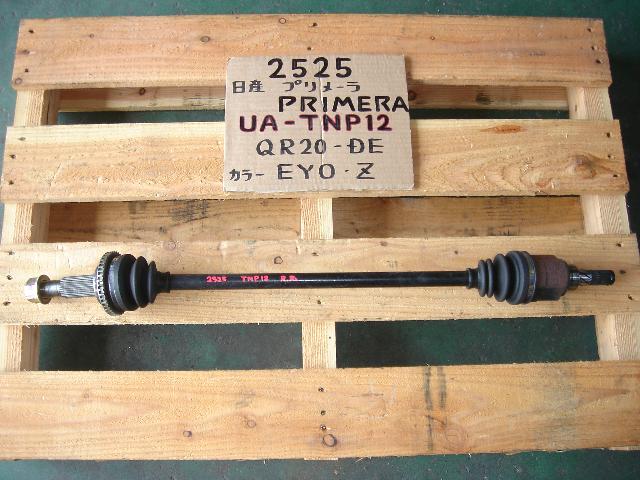 2525
日産 プリメーラ
PRIMERA
UA-TNP12
QR20-DE
カラー EYO・Z
2525 TNP12 R.R.